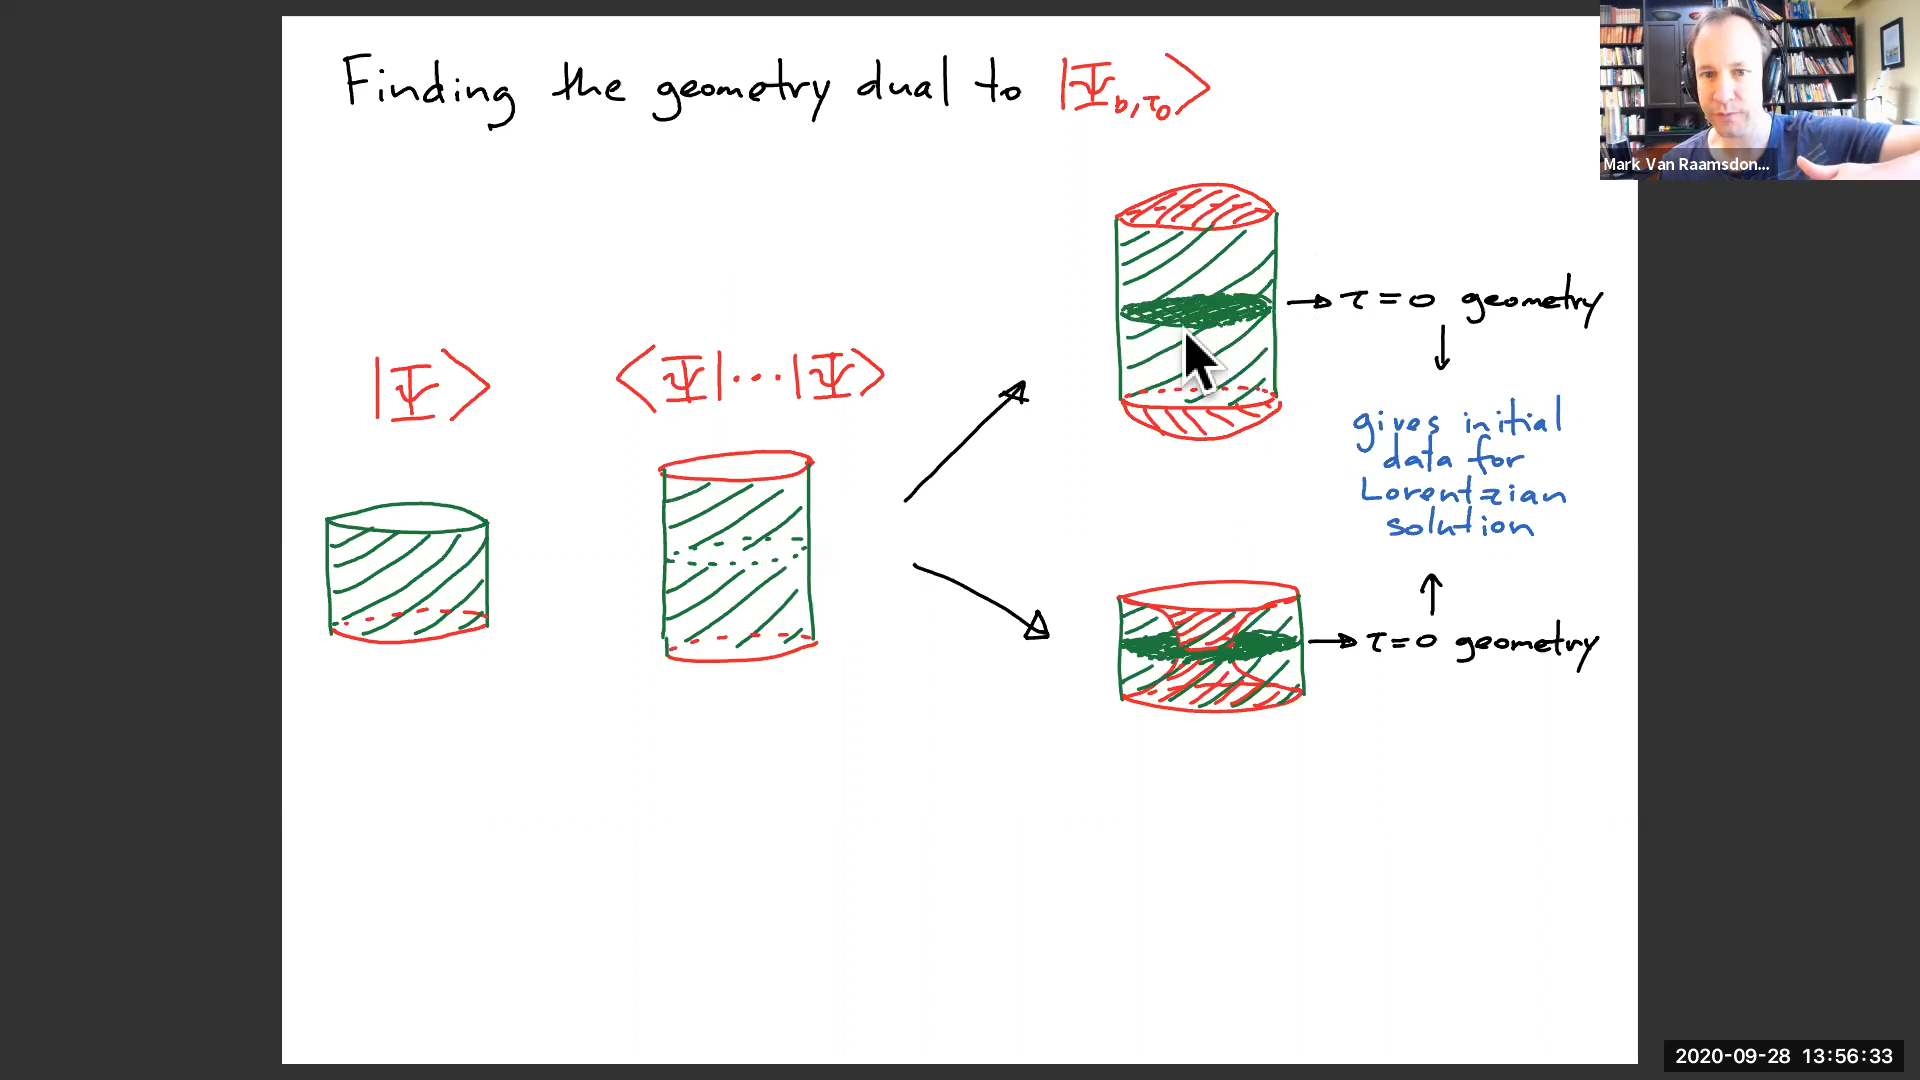 Finding the geometry dual to |Ψ_b,τ₀⟩
Mark Van Raamsdon...
→ τ = 0 geometry
↓
|Ψ⟩
⟨Ψ|···|Ψ⟩
gives initial
data for
Lorentzian
solution
↑
→ τ = 0 geometry
2020-09-28 13:56:33